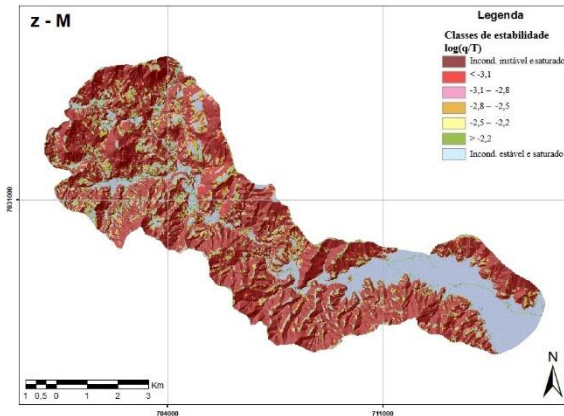 z - M
Legenda
Classes de estabilidade
log(q/T)
Incond. instável e saturado
< -3,1
-3,1 – -2,8
-2,8 – -2,5
-2,5 – -2,2
> -2,2
Incond. estável e saturado
7031000
N
Km
1 0,5 0 1 2 3
704000 711000